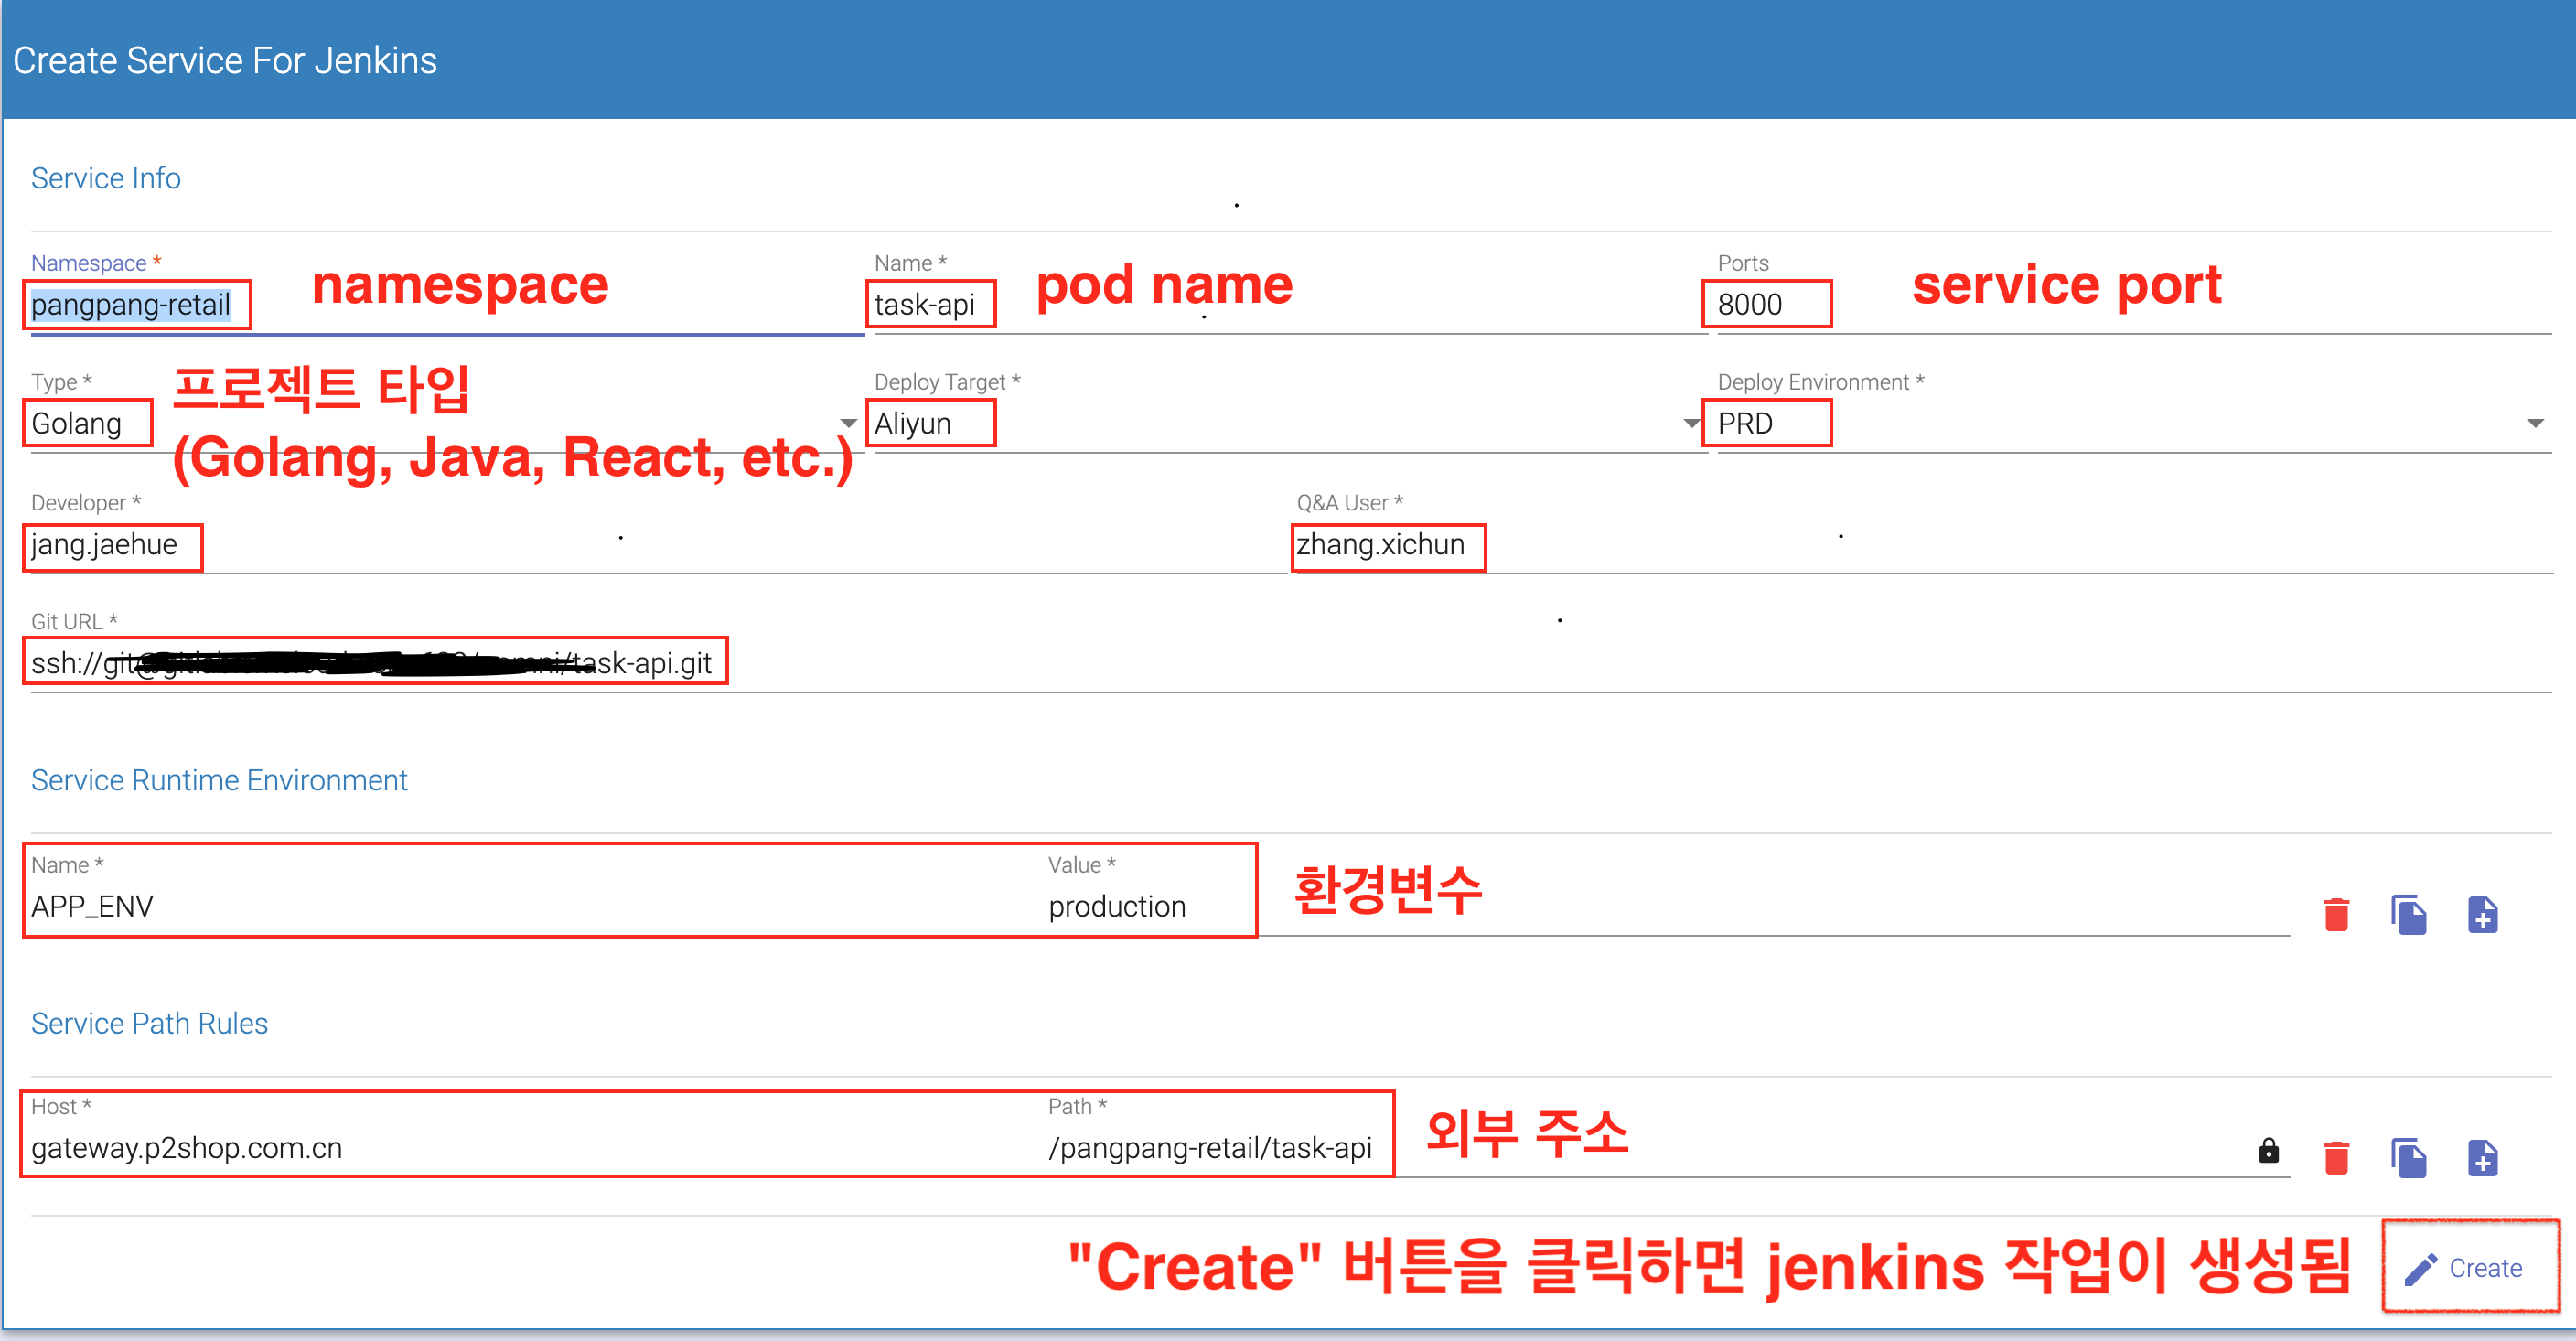 Create Service For Jenkins
Service Info
Namespace * namespace Name * pod name Ports service port
pangpang-retail task-api 8000
Type * 프로젝트 타입 Deploy Target * Deploy Environment *
Golang (Golang, Java, React, etc.) Aliyun PRD
Developer * Q&A User *
jang.jaehue zhang.xichun
Git URL *
ssh://git@ task-api.git
Service Runtime Environment
Name * Value * 환경변수
APP_ENV production
Service Path Rules
Host * Path * 외부 주소
gateway.p2shop.com.cn /pangpang-retail/task-api
"Create" 버튼을 클릭하면 jenkins 작업이 생성됨 Create